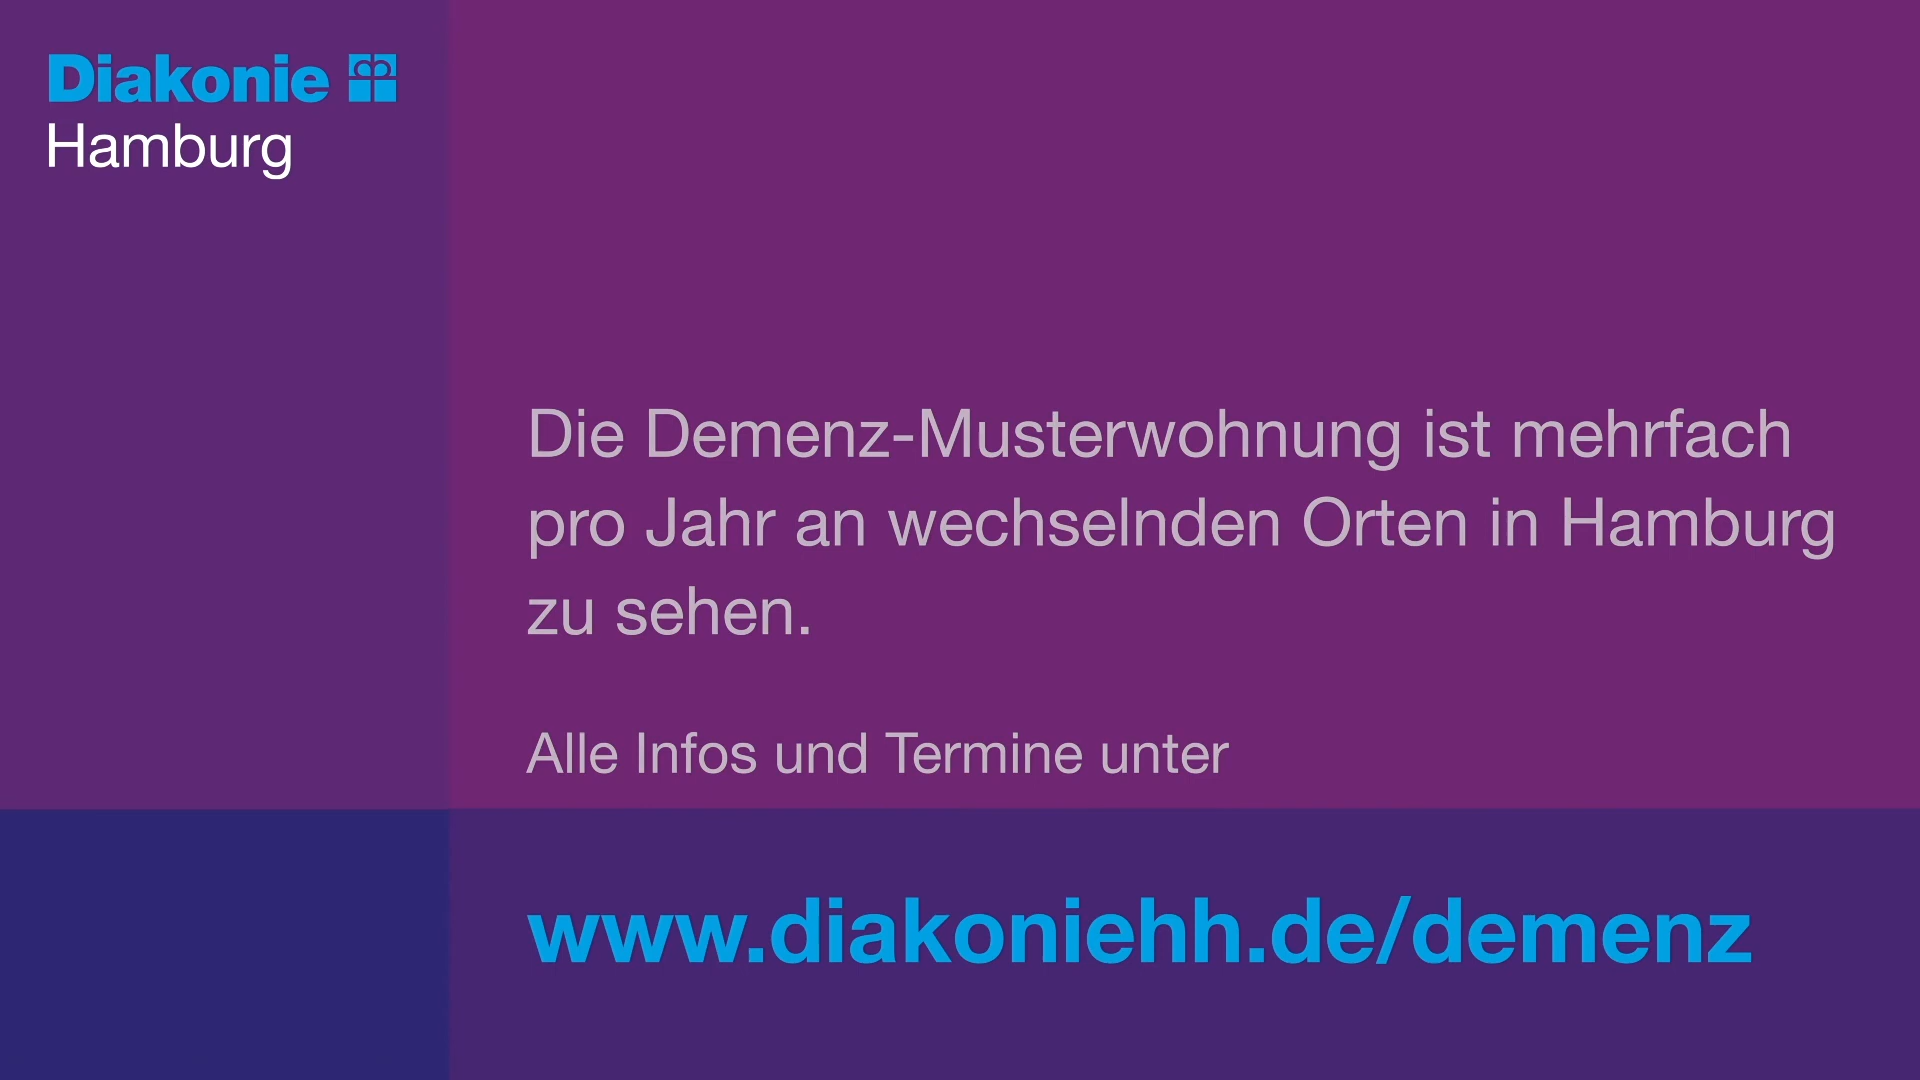 Diakonie
Hamburg
Die Demenz-Musterwohnung ist mehrfach
pro Jahr an wechselnden Orten in Hamburg
zu sehen.
Alle Infos und Termine unter
www.diakoniehh.de/demenz